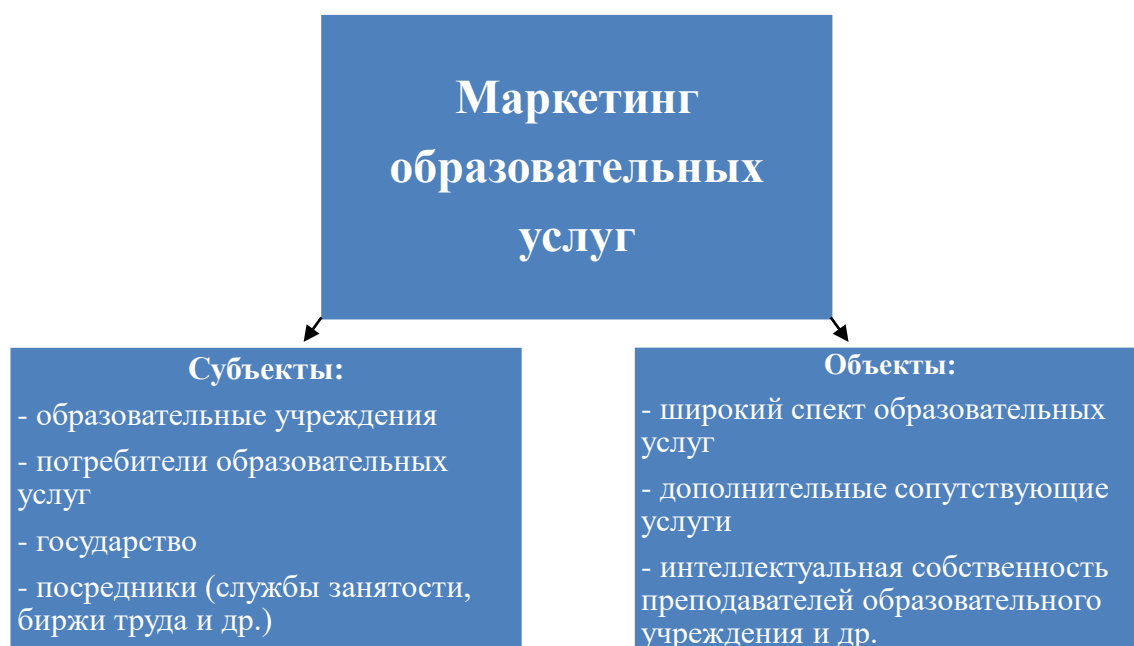 Маркетинг
образовательных
услуг
Субъекты:
- образовательные учреждения
- потребители образовательных
услуг
- государство
- посредники (службы занятости,
биржи труда и др.)
Объекты:
- широкий спект образовательных
услуг
- дополнительные сопутствующие
услуги
- интеллектуальная собственность
преподавателей образовательного
учреждения и др.